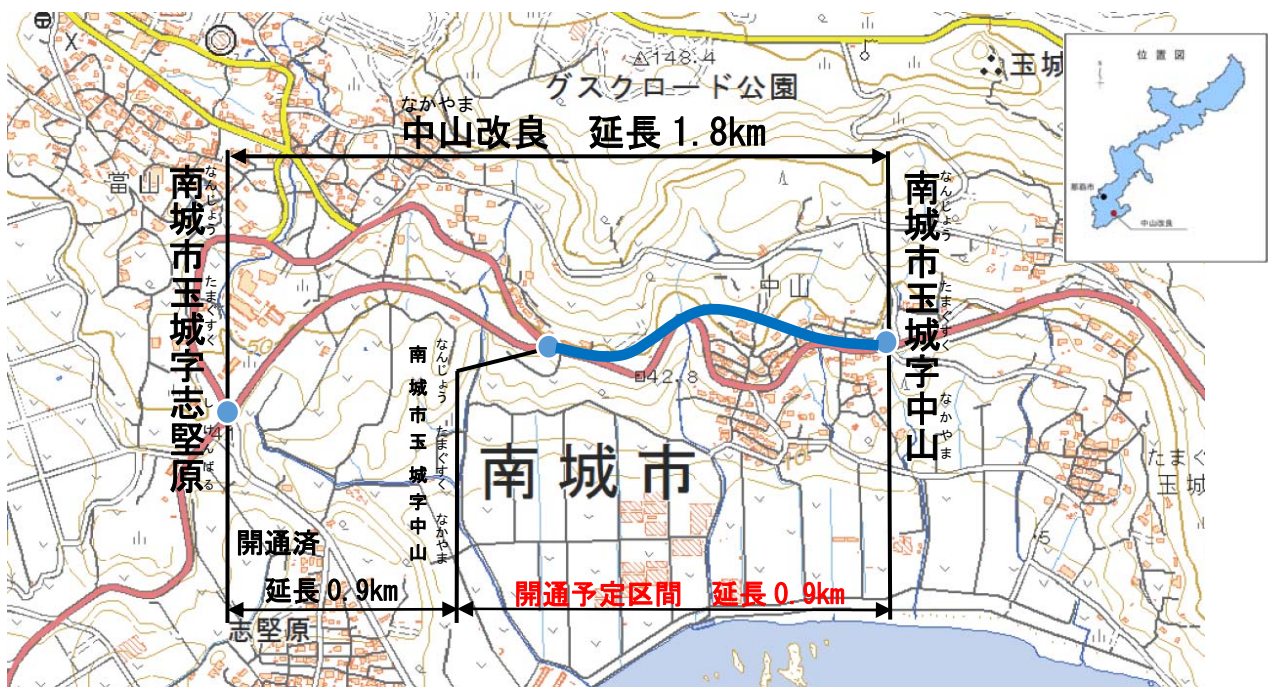 148.4
グスクロード公園
玉城
位置図
那覇市
中山改良
なかやま
中山改良 延長1.8km
當山
なんじょう たまぐすく しけんばる
南城市玉城字志堅原
なんじょう たまぐすく なかやま
南城市玉城字中山
中山
50
42.8
なんじょう たまぐすく なかやま
南城市玉城字中山
南城市
10
たまぐ
玉城
5
開通済
延長0.9km
開通予定区間 延長0.9km
志堅原